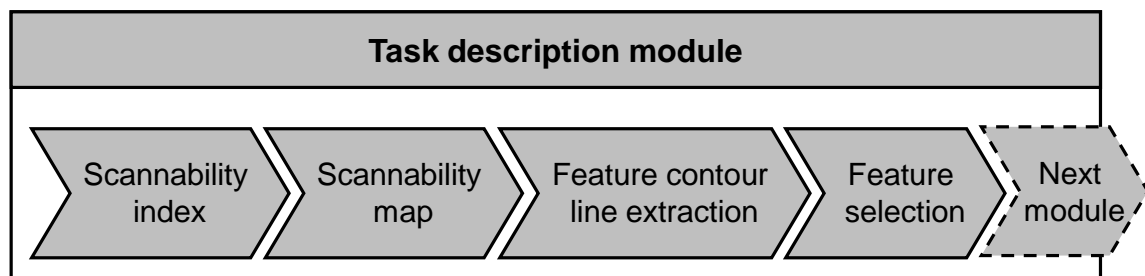 Task description module
Scannability
index
Scannability
map
Feature contour
line extraction
Feature
selection
Next
module